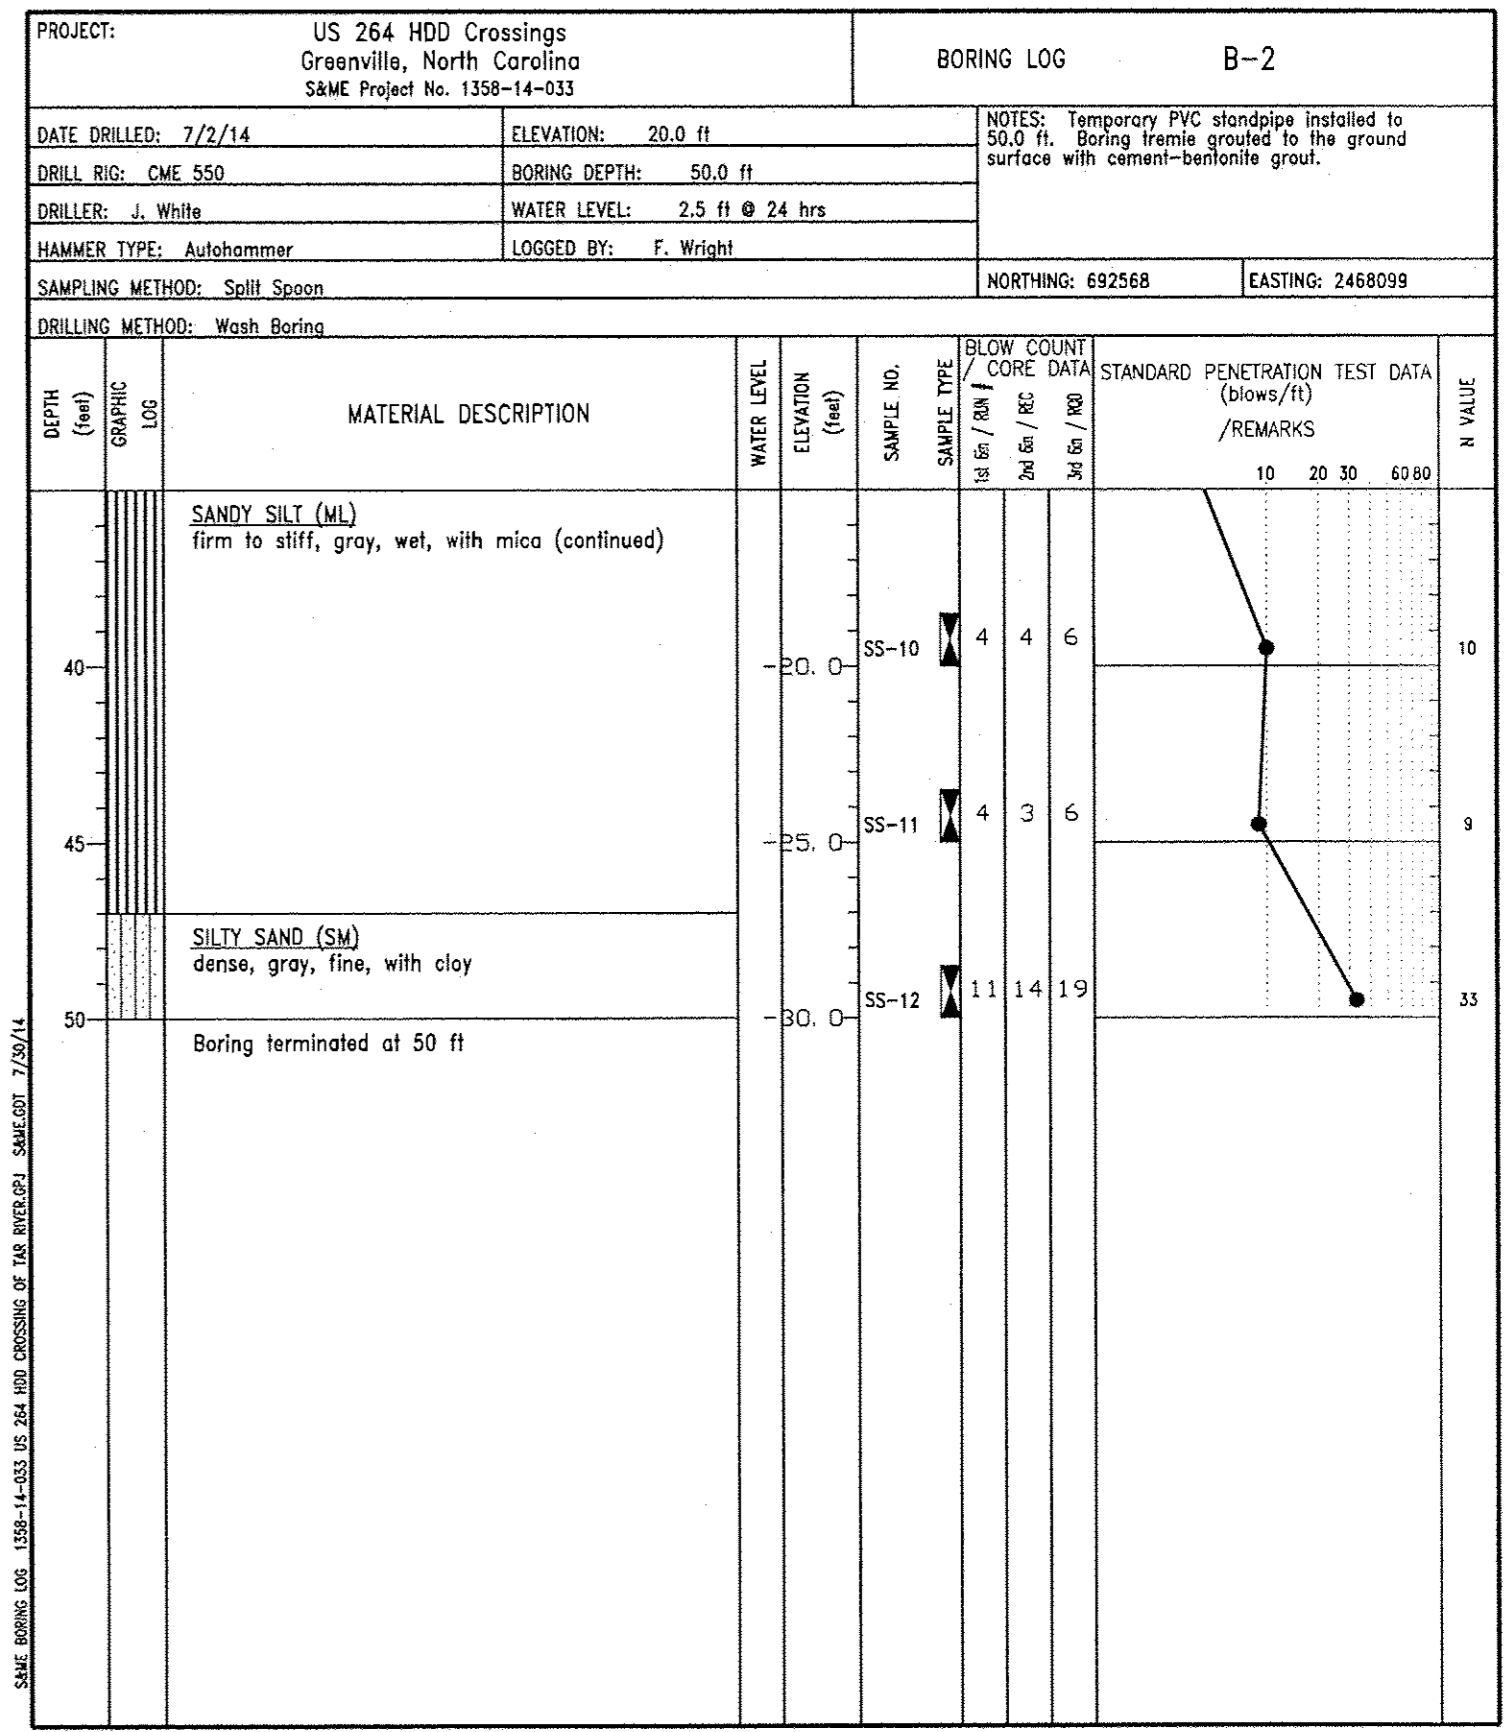 PROJECT:
US 264 HDD Crossings
Greenville, North Carolina
S&ME Project No. 1358-14-033
BORING LOG B-2
DATE DRILLED: 7/2/14
ELEVATION: 20.0 ft
NOTES: Temporary PVC standpipe installed to
50.0 ft. Boring tremie grouted to the ground
surface with cement-bentonite grout.
DRILL RIG: CME 550
BORING DEPTH: 50.0 ft
DRILLER: J. White
WATER LEVEL: 2.5 ft @ 24 hrs
HAMMER TYPE: Autohammer
LOGGED BY: F. Wright
SAMPLING METHOD: Split Spoon
NORTHING: 692568
EASTING: 2468099
DRILLING METHOD: Wash Boring
DEPTH
(feet)
GRAPHIC
LOG
MATERIAL DESCRIPTION
WATER LEVEL
ELEVATION
(feet)
SAMPLE NO.
SAMPLE TYPE
BLOW COUNT
/ CORE DATA
1st 6in / RUN #
2nd 6in / REC
3rd 6in / RQD
STANDARD PENETRATION TEST DATA
(blows/ft)
/REMARKS
10 20 30 60 80
N VALUE
SANDY SILT (ML)
firm to stiff, gray, wet, with mica (continued)
SS-10 4 4 6 10
40 -20.0
SS-11 4 3 6 9
45 -25.0
SILTY SAND (SM)
dense, gray, fine, with clay
SS-12 11 14 19 33
50 -30.0
Boring terminated at 50 ft
S&ME BORING LOG 1358-14-033 US 264 HDD CROSSING OF TAR RIVER.GPJ S&ME.GDT 7/30/14